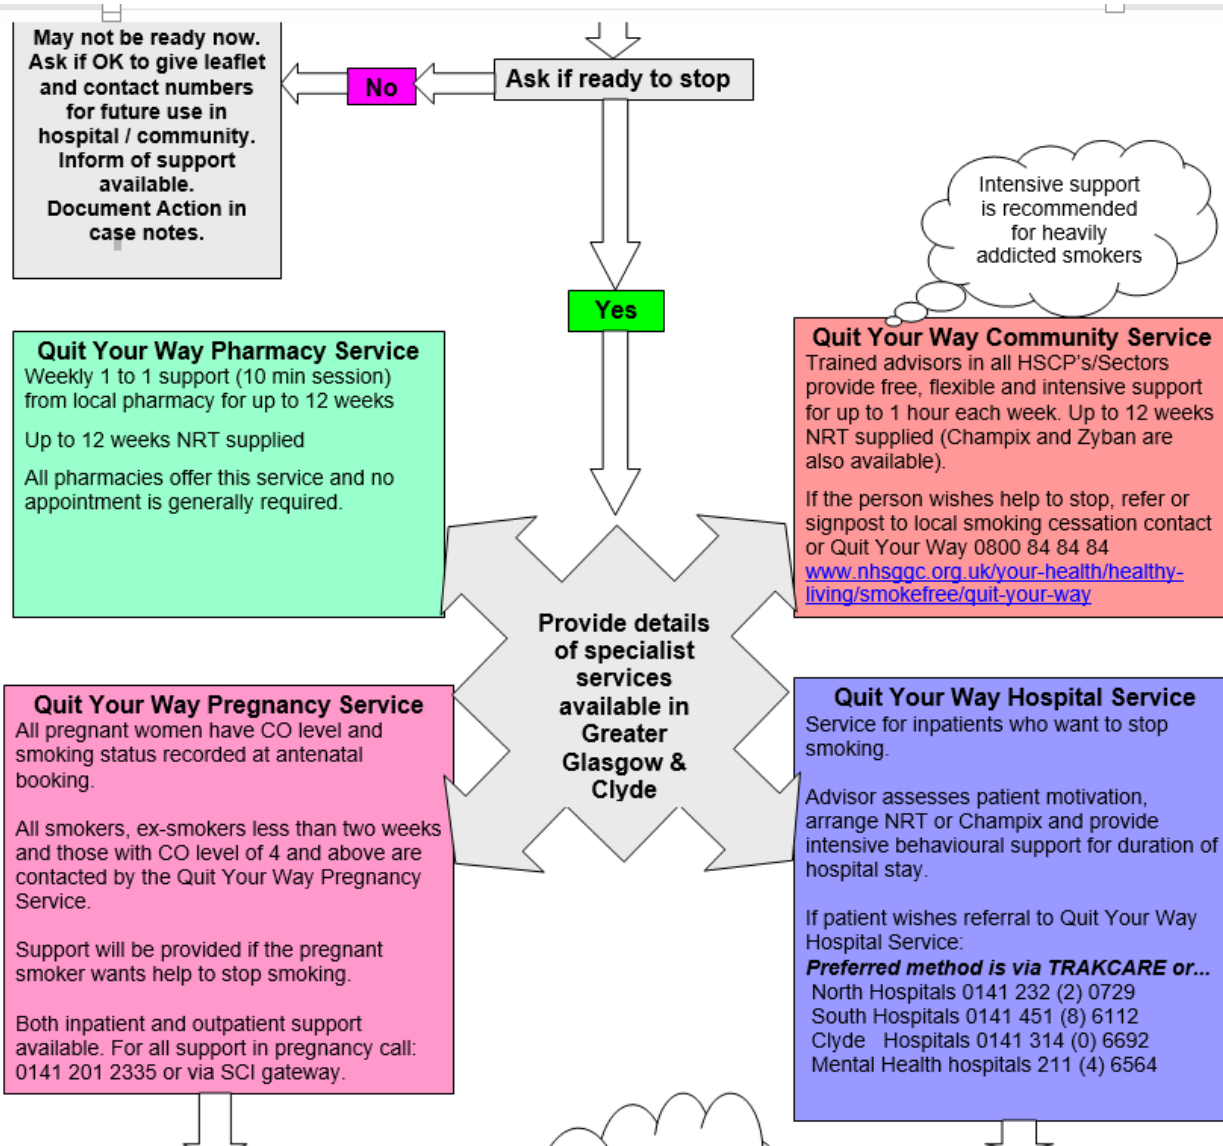 May not be ready now.
Ask if OK to give leaflet
and contact numbers
for future use in
hospital / community.
Inform of support
available.
Document Action in
case notes.
No
Ask if ready to stop
Intensive support
is recommended
for heavily
addicted smokers
Yes
Quit Your Way Pharmacy Service
Weekly 1 to 1 support (10 min session)
from local pharmacy for up to 12 weeks
Up to 12 weeks NRT supplied
All pharmacies offer this service and no
appointment is generally required.
Quit Your Way Community Service
Trained advisors in all HSCP's/Sectors
provide free, flexible and intensive support
for up to 1 hour each week. Up to 12 weeks
NRT supplied (Champix and Zyban are
also available).
If the person wishes help to stop, refer or
signpost to local smoking cessation contact
or Quit Your Way 0800 84 84 84
www.nhsggc.org.uk/your-health/healthy-
living/smokefree/quit-your-way
Provide details
of specialist
services
available in
Greater
Glasgow &
Clyde
Quit Your Way Pregnancy Service
All pregnant women have CO level and
smoking status recorded at antenatal
booking.
All smokers, ex-smokers less than two weeks
and those with CO level of 4 and above are
contacted by the Quit Your Way Pregnancy
Service.
Support will be provided if the pregnant
smoker wants help to stop smoking.
Both inpatient and outpatient support
available. For all support in pregnancy call:
0141 201 2335 or via SCI gateway.
Quit Your Way Hospital Service
Service for inpatients who want to stop
smoking.
Advisor assesses patient motivation,
arrange NRT or Champix and provide
intensive behavioural support for duration of
hospital stay.
If patient wishes referral to Quit Your Way
Hospital Service:
Preferred method is via TRAKCARE or...
North Hospitals 0141 232 (2) 0729
South Hospitals 0141 451 (8) 6112
Clyde Hospitals 0141 314 (0) 6692
Mental Health hospitals 211 (4) 6564